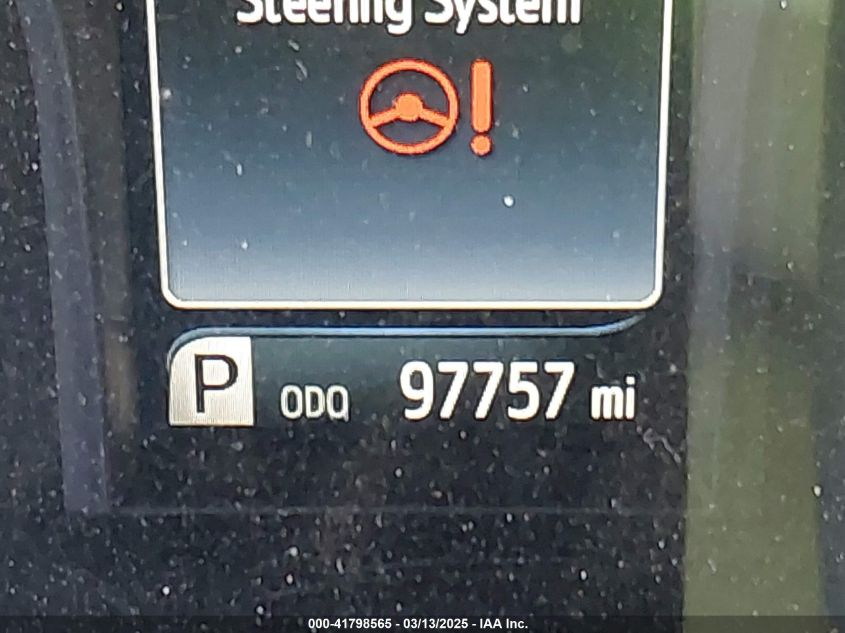 Steering System
P ODO 97757 mi
000-41798565 - 03/13/2025 - IAA Inc.